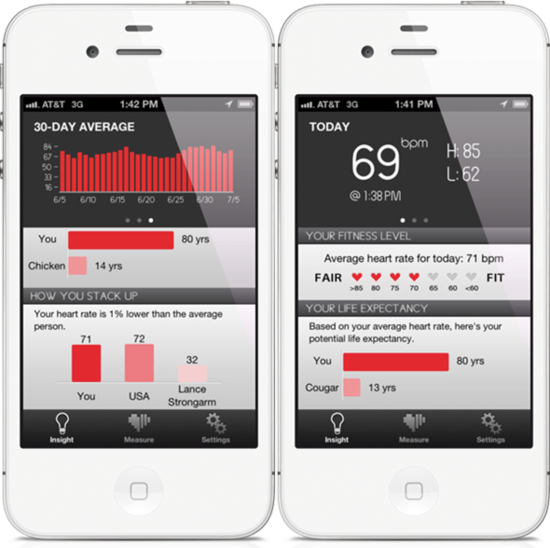 AT&T 3G 1:42 PM
30-DAY AVERAGE
84
67
50
33
16
6/5 6/10 6/15 6/20 6/25 6/30 7/5
You 80 yrs
Chicken 14 yrs
HOW YOU STACK UP
Your heart rate is 1% lower than the average
person.
71 72 32
You USA Lance
Strongarm
Insight Measure Settings
AT&T 3G 1:41 PM
TODAY
69 bpm
H: 85
L: 62
@ 1:38 PM
YOUR FITNESS LEVEL
Average heart rate for today: 71 bpm
FAIR FIT
>85 80 75 70 65 60 <60
YOUR LIFE EXPECTANCY
Based on your average heart rate, here's your
potential life expectancy.
You 80 yrs
Cougar 13 yrs
Insight Measure Settings